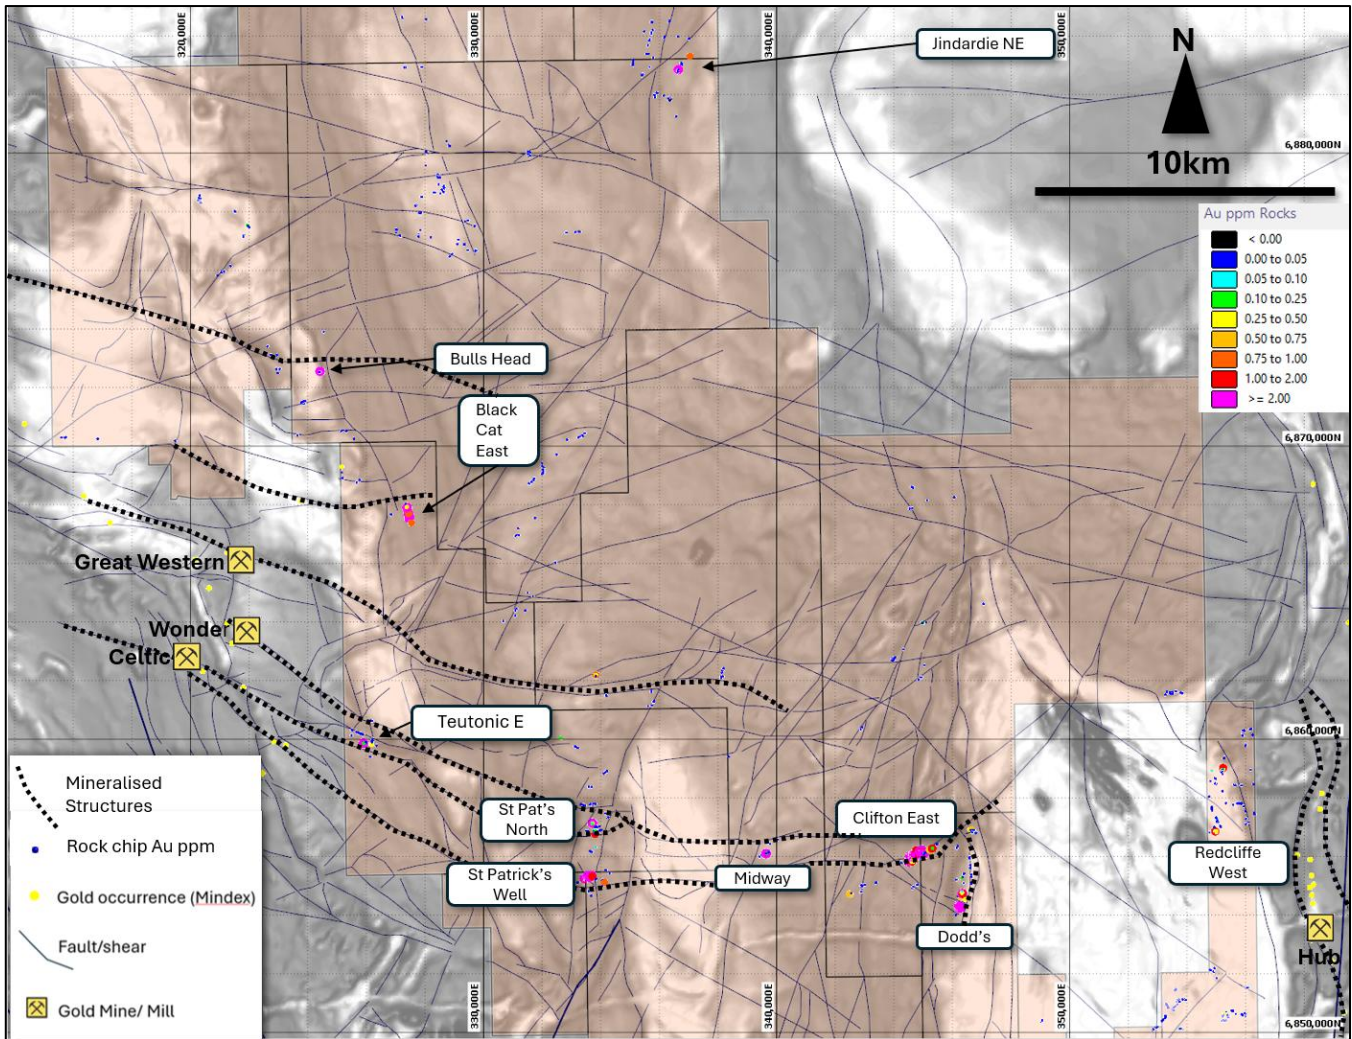 320,000E
330,000E
340,000E
350,000E
Jindardie NE
N
10km
6,880,000N
Au ppm Rocks
< 0.00
0.00 to 0.05
0.05 to 0.10
0.10 to 0.25
0.25 to 0.50
0.50 to 0.75
0.75 to 1.00
1.00 to 2.00
>= 2.00
Bulls Head
Black
Cat
East
6,870,000N
Great Western
Wonder
Celtic
Teutonic E
6,860,000N
St Pat's
North
Clifton East
Redcliffe
West
St Patrick's
Well
Midway
Dodd's
Hub
Mineralised
Structures
Rock chip Au ppm
Gold occurrence (Mindex)
Fault/shear
Gold Mine/ Mill
330,000E
340,000E
350,000E
6,850,000N